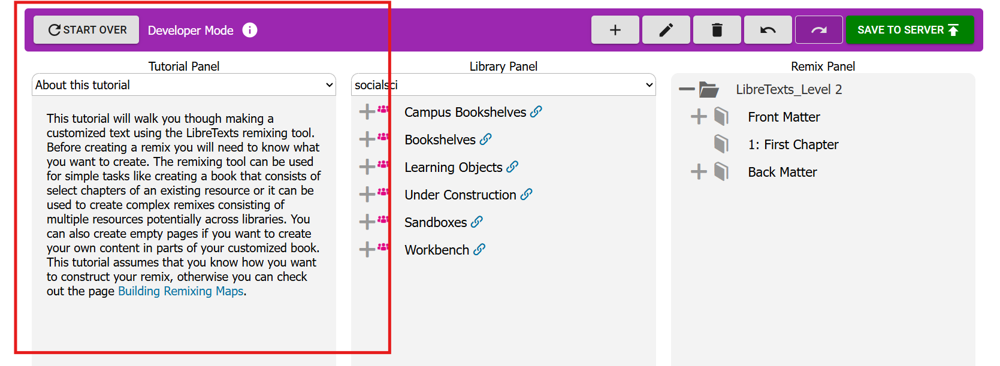 START OVER Developer Mode i SAVE TO SERVER
Tutorial Panel
About this tutorial
This tutorial will walk you though making a
customized text using the LibreTexts remixing tool.
Before creating a remix you will need to know what
you want to create. The remixing tool can be used
for simple tasks like creating a book that consists of
select chapters of an existing resource or it can be
used to create complex remixes consisting of
multiple resources potentially across libraries. You
can also create empty pages if you want to create
your own content in parts of your customized book.
This tutorial assumes that you know how you want
to construct your remix, otherwise you can check
out the page Building Remixing Maps.
Library Panel
socialsci
Campus Bookshelves
Bookshelves
Learning Objects
Under Construction
Sandboxes
Workbench
Remix Panel
LibreTexts_Level 2
Front Matter
1: First Chapter
Back Matter